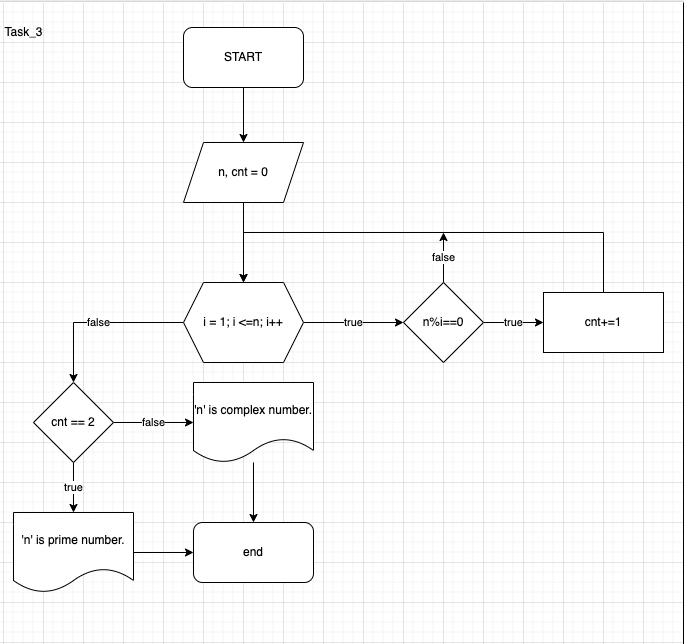 Task_3
START
n, cnt = 0
false
i = 1; i <=n; i++
true
n%i==0
true
cnt+=1
false
cnt == 2
false
'n' is complex number.
true
'n' is prime number.
end